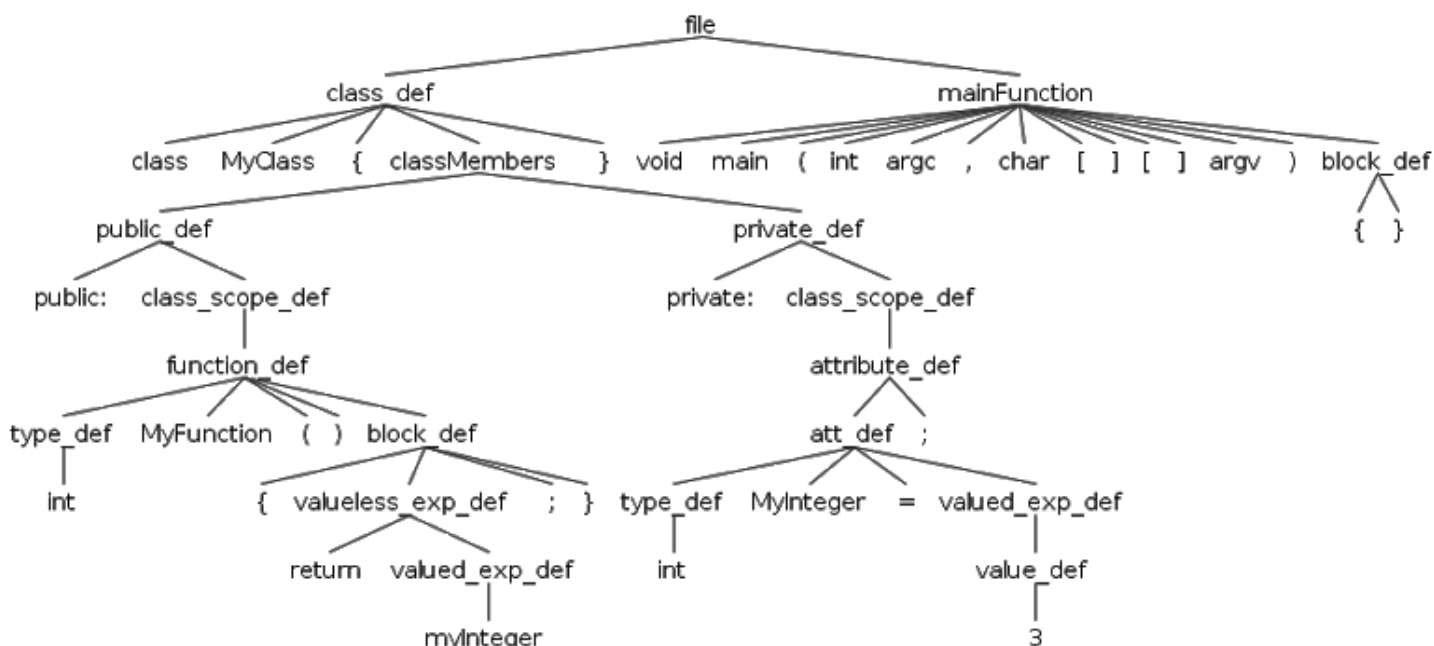 file
class_def mainFunction
class MyClass { classMembers } void main ( int argc , char [ ] [ ] argv ) block_def
public_def private_def { }
public: class_scope_def private: class_scope_def
function_def attribute_def
type_def MyFunction ( ) block_def att_def ;
int { valueless_exp_def ; } type_def MyInteger = valued_exp_def
return valued_exp_def int value_def
myInteger 3